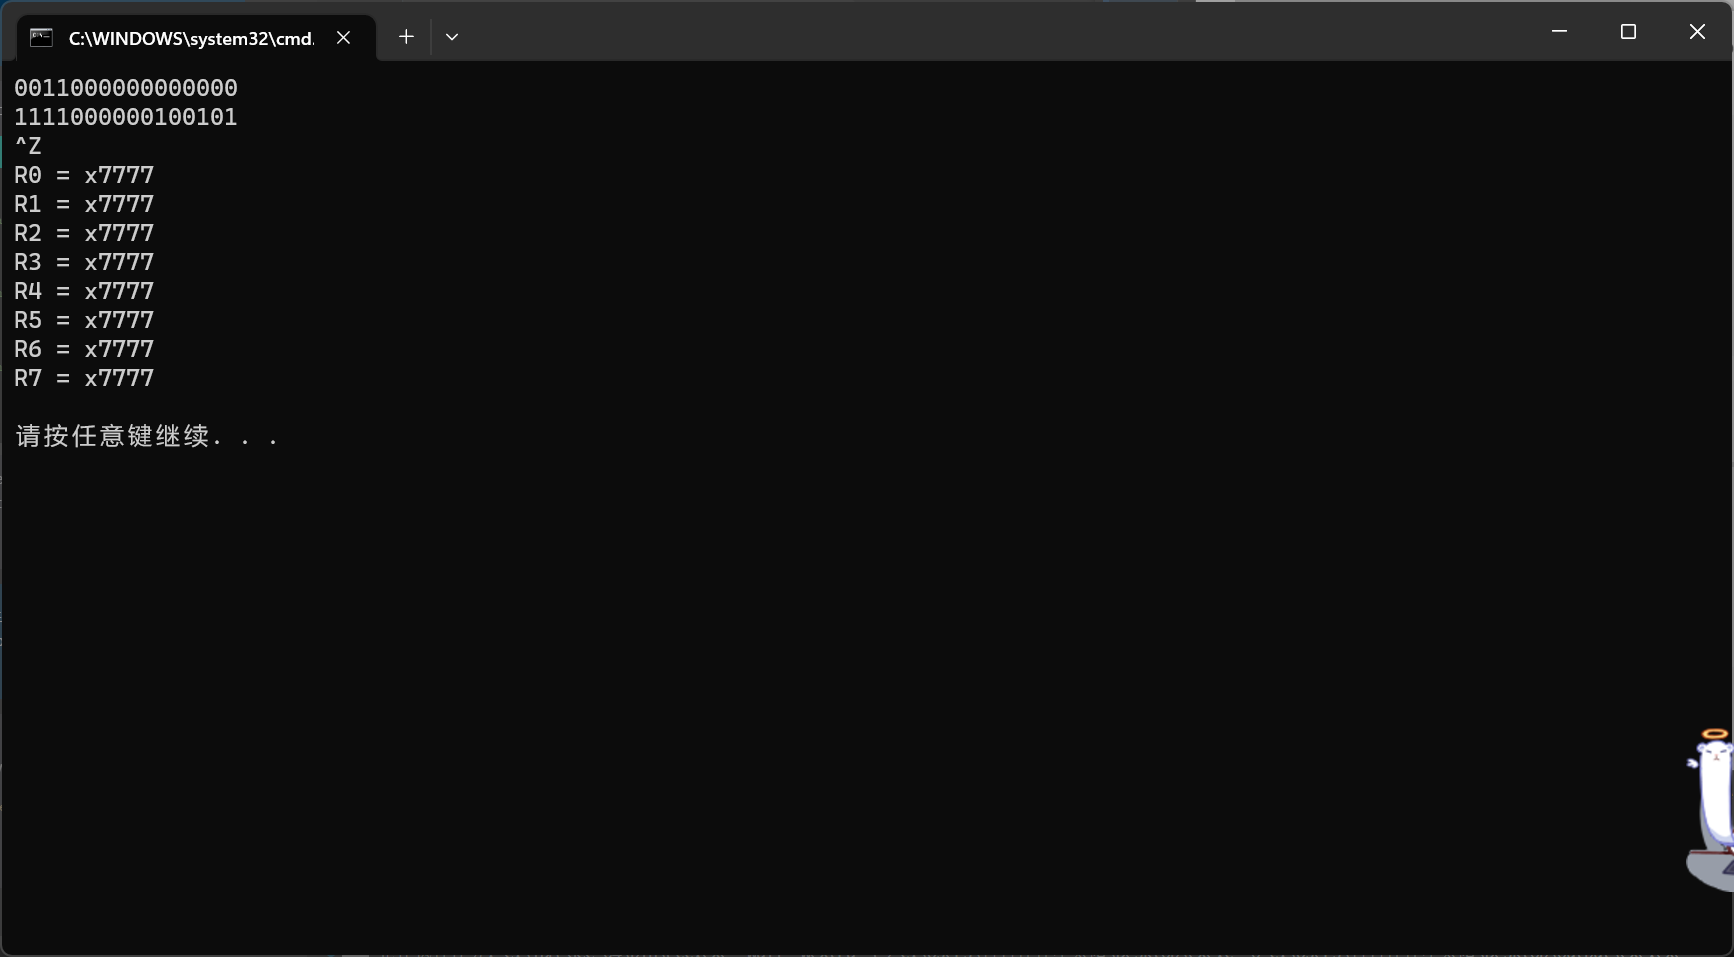 C:\WINDOWS\system32\cmd.
0011000000000000
1111000000100101
^Z
R0 = x7777
R1 = x7777
R2 = x7777
R3 = x7777
R4 = x7777
R5 = x7777
R6 = x7777
R7 = x7777
请按任意键继续. . .